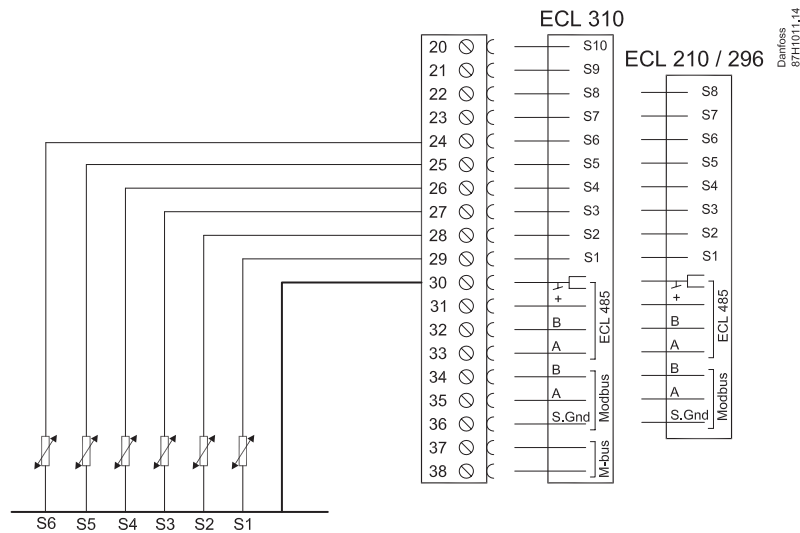 ECL 310
ECL 210 / 296
Danfoss
87H1011.14
20 S10
21 S9
22 S8 S8
23 S7 S7
24 S6 S6
25 S5 S5
26 S4 S4
27 S3 S3
28 S2 S2
29 S1 S1
30
31 + +
32 B B
33 A A
ECL 485
ECL 485
34 B B
35 A A
36 S.Gnd S.Gnd
Modbus
Modbus
37
38
M-bus
S6 S5 S4 S3 S2 S1